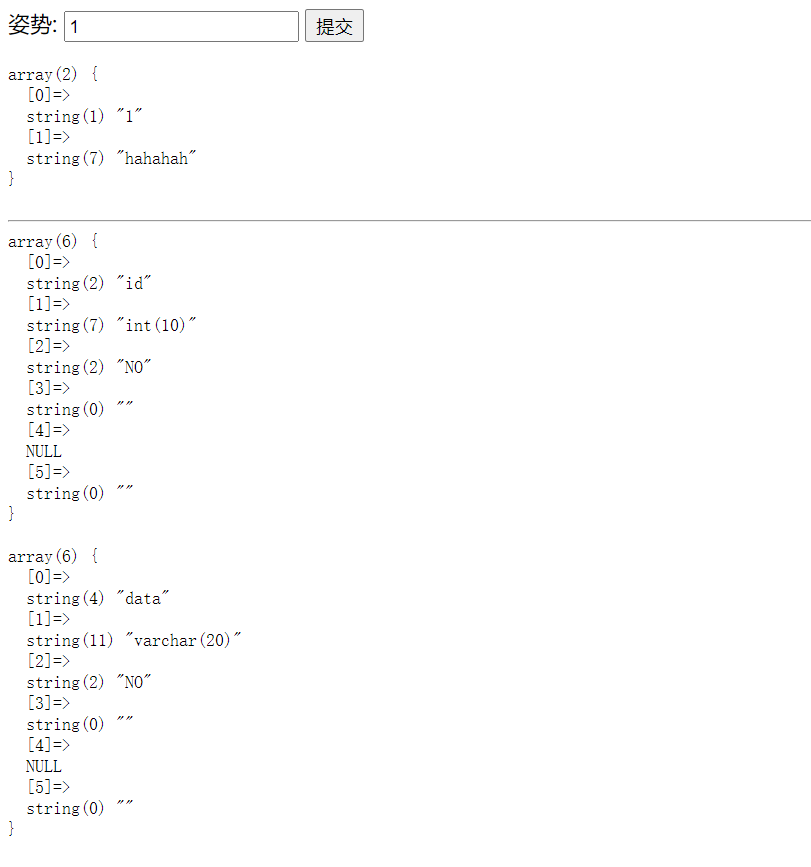 姿势: 1 提交
array(2) {
  [0]=>
  string(1) "1"
  [1]=>
  string(7) "hahahah"
}
array(6) {
  [0]=>
  string(2) "id"
  [1]=>
  string(7) "int(10)"
  [2]=>
  string(2) "NO"
  [3]=>
  string(0) ""
  [4]=>
  NULL
  [5]=>
  string(0) ""
}
array(6) {
  [0]=>
  string(4) "data"
  [1]=>
  string(11) "varchar(20)"
  [2]=>
  string(2) "NO"
  [3]=>
  string(0) ""
  [4]=>
  NULL
  [5]=>
  string(0) ""
}